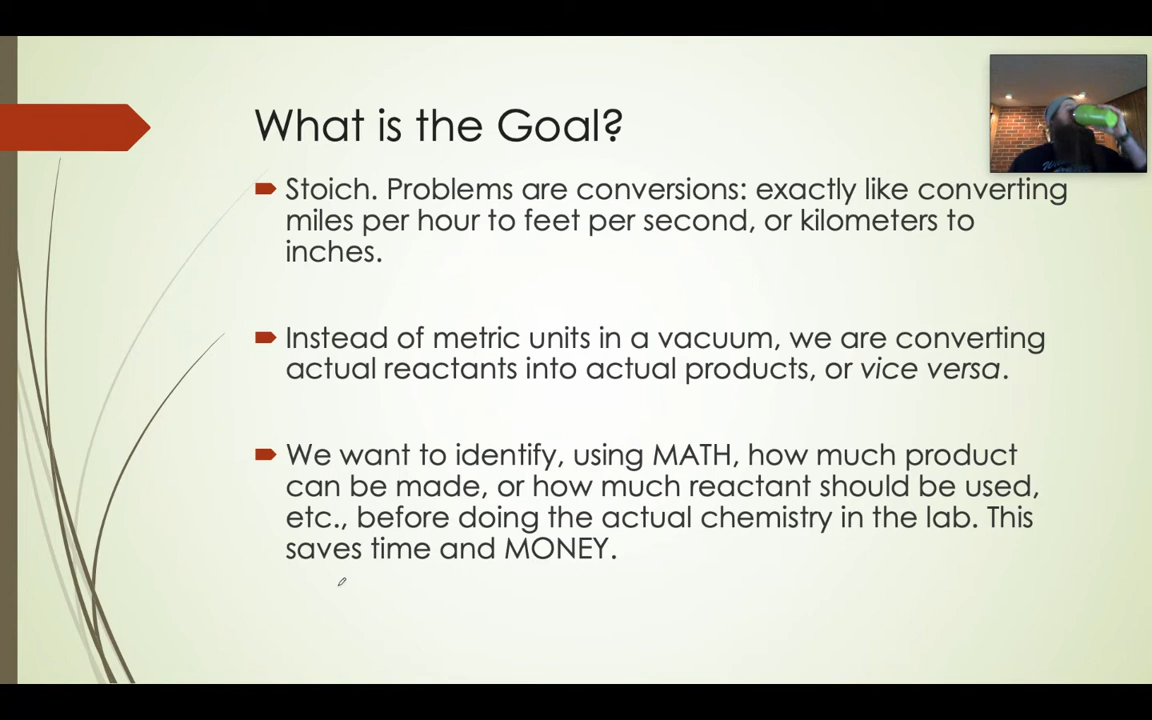 What is the Goal?
Stoich. Problems are conversions: exactly like converting
miles per hour to feet per second, or kilometers to
inches.
Instead of metric units in a vacuum, we are converting
actual reactants into actual products, or vice versa.
We want to identify, using MATH, how much product
can be made, or how much reactant should be used,
etc., before doing the actual chemistry in the lab. This
saves time and MONEY.